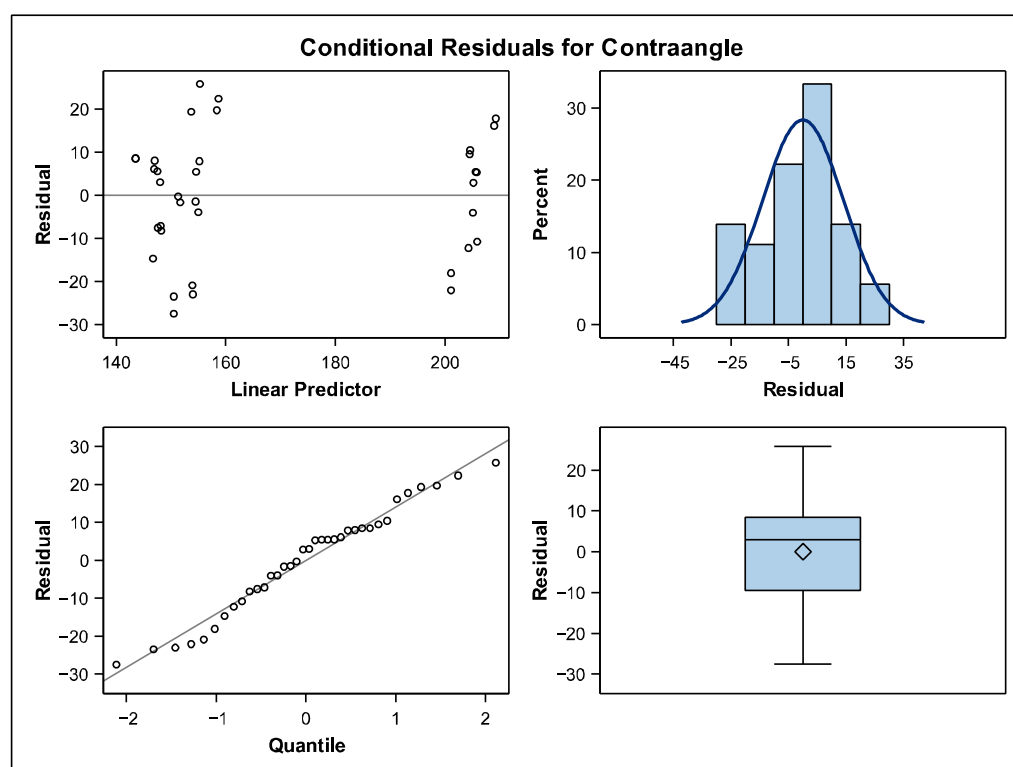 Conditional Residuals for Contraangle
20
10
0
−10
−20
−30
Residual
140 160 180 200
Linear Predictor
30
20
10
0
Percent
−45 −25 −5 15 35
Residual
30
20
10
0
−10
−20
−30
Residual
−2 −1 0 1 2
Quantile
20
10
0
−10
−20
−30
Residual